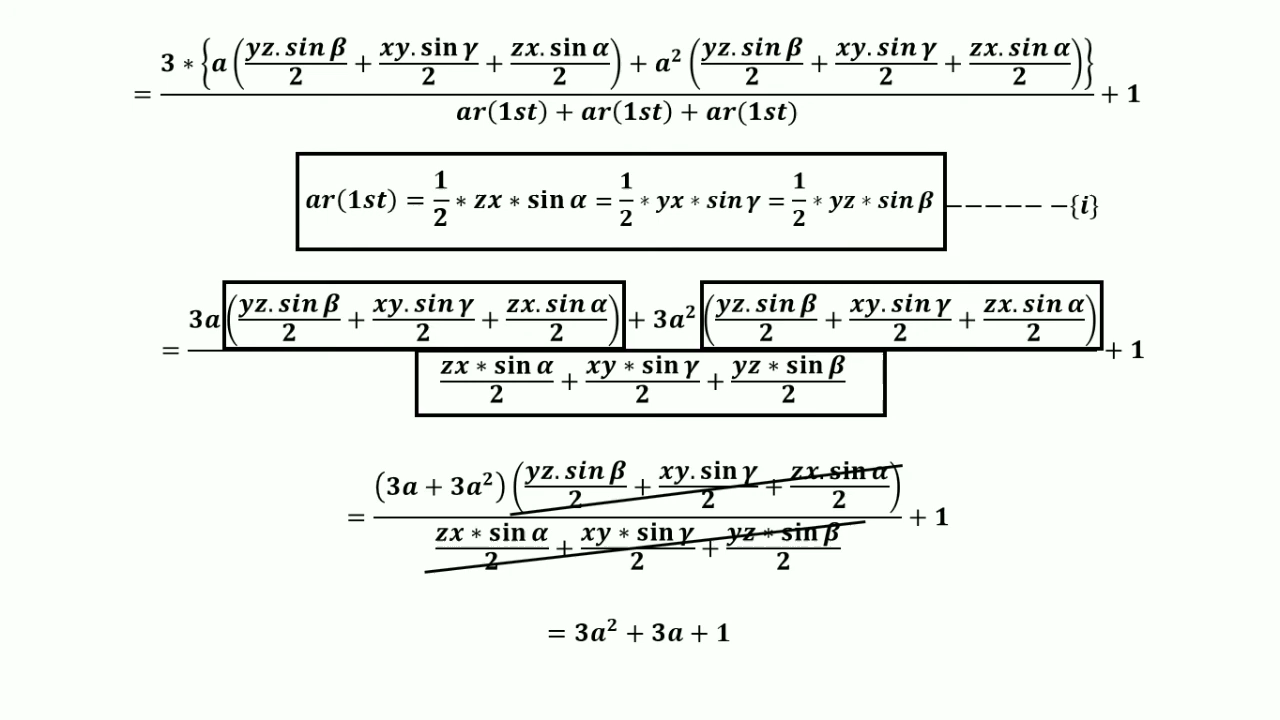 = 3 * {a (yz. sin β / 2 + xy. sin γ / 2 + zx. sin α / 2) + a² (yz. sin β / 2 + xy. sin γ / 2 + zx. sin α / 2)} / ar(1st) + ar(1st) + ar(1st) + 1
ar(1st) = 1/2 * zx * sin α = 1/2 * yx * sin γ = 1/2 * yz * sin β −−−−− −{i}
= 3a (yz. sin β / 2 + xy. sin γ / 2 + zx. sin α / 2) + 3a² (yz. sin β / 2 + xy. sin γ / 2 + zx. sin α / 2) / zx * sin α / 2 + xy * sin γ / 2 + yz * sin β / 2 + 1
= (3a + 3a²) (yz. sin β / 2 + xy. sin γ / 2 + zx. sin α / 2) / zx * sin α / 2 + xy * sin γ / 2 + yz * sin β / 2 + 1
= 3a² + 3a + 1